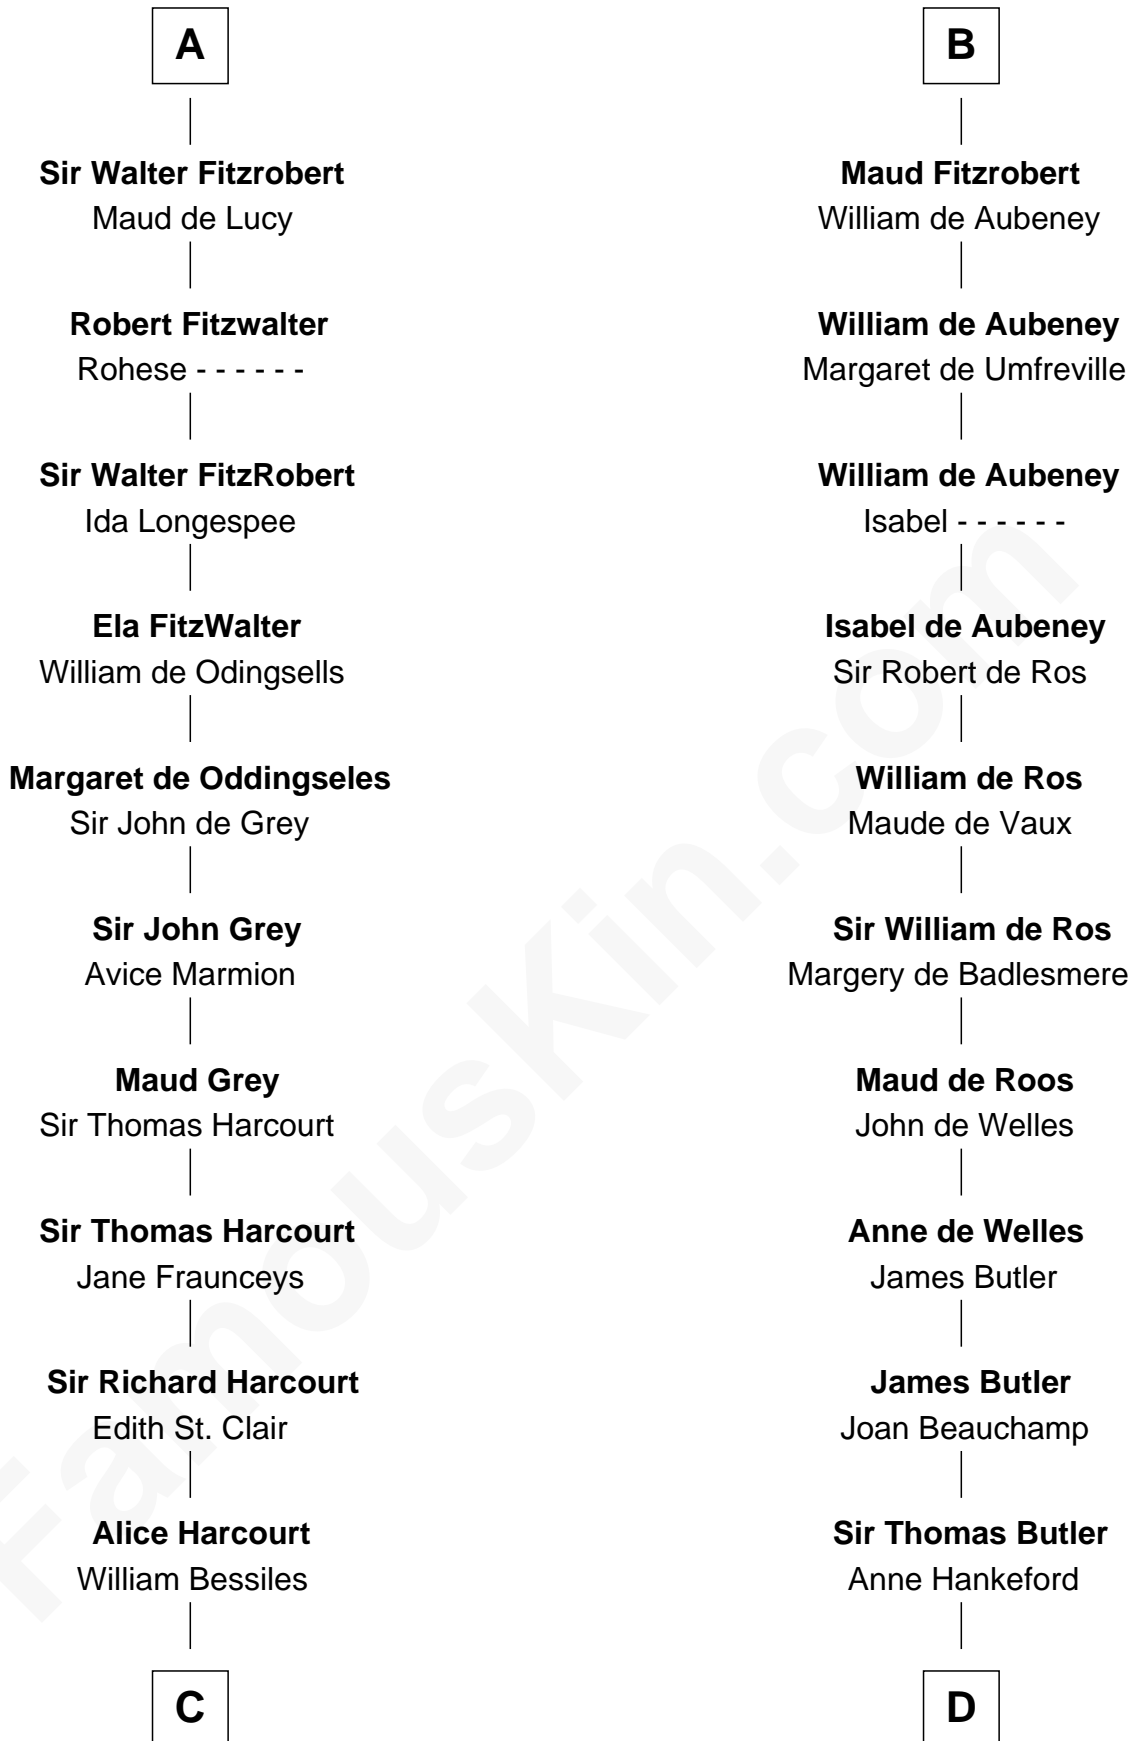 A
Sir Walter Fitzrobert
Maud de Lucy
Robert Fitzwalter
Rohese - - - - - -
Sir Walter FitzRobert
Ida Longespee
Ela FitzWalter
William de Odingsells
Margaret de Oddingseles
Sir John de Grey
Sir John Grey
Avice Marmion
Maud Grey
Sir Thomas Harcourt
Sir Thomas Harcourt
Jane Fraunceys
Sir Richard Harcourt
Edith St. Clair
Alice Harcourt
William Bessiles
C
B
Maud Fitzrobert
William de Aubeney
William de Aubeney
Margaret de Umfreville
William de Aubeney
Isabel - - - - - -
Isabel de Aubeney
Sir Robert de Ros
William de Ros
Maude de Vaux
Sir William de Ros
Margery de Badlesmere
Maud de Roos
John de Welles
Anne de Welles
James Butler
James Butler
Joan Beauchamp
Sir Thomas Butler
Anne Hankeford
D
FamousKin.com